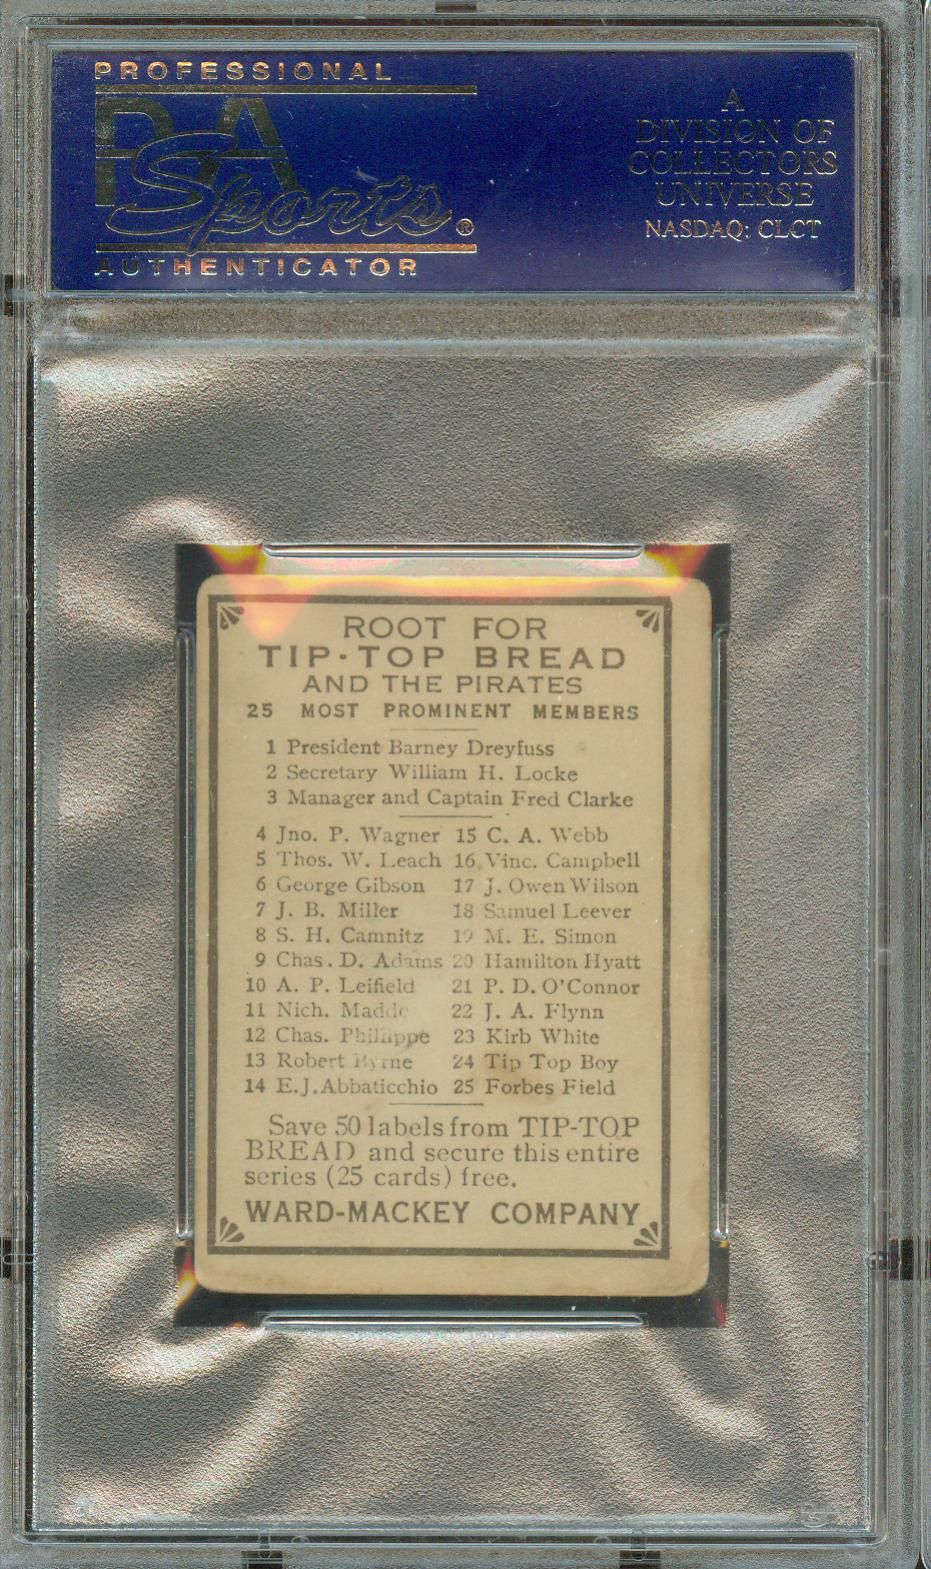 PROFESSIONAL
PSA
Sports®
AUTHENTICATOR
A
DIVISION OF
COLLECTORS
UNIVERSE
NASDAQ: CLCT
ROOT FOR
TIP-TOP BREAD
AND THE PIRATES
25 MOST PROMINENT MEMBERS
1 President Barney Dreyfuss
2 Secretary William H. Locke
3 Manager and Captain Fred Clarke
4 Jno. P. Wagner
5 Thos. W. Leach
6 George Gibson
7 J. B. Miller
8 S. H. Camnitz
9 Chas. D. Adams
10 A. P. Leifield
11 Nich. Madde
12 Chas. Phillippe
13 Robert Byrne
14 E.J. Abbaticchio
15 C. A. Webb
16 Vinc. Campbell
17 J. Owen Wilson
18 Samuel Leever
19 M. E. Simon
20 Hamilton Hyatt
21 P. D. O'Connor
22 J. A. Flynn
23 Kirb White
24 Tip Top Boy
25 Forbes Field
Save 50 labels from TIP-TOP
BREAD and secure this entire
series (25 cards) free.
WARD-MACKEY COMPANY